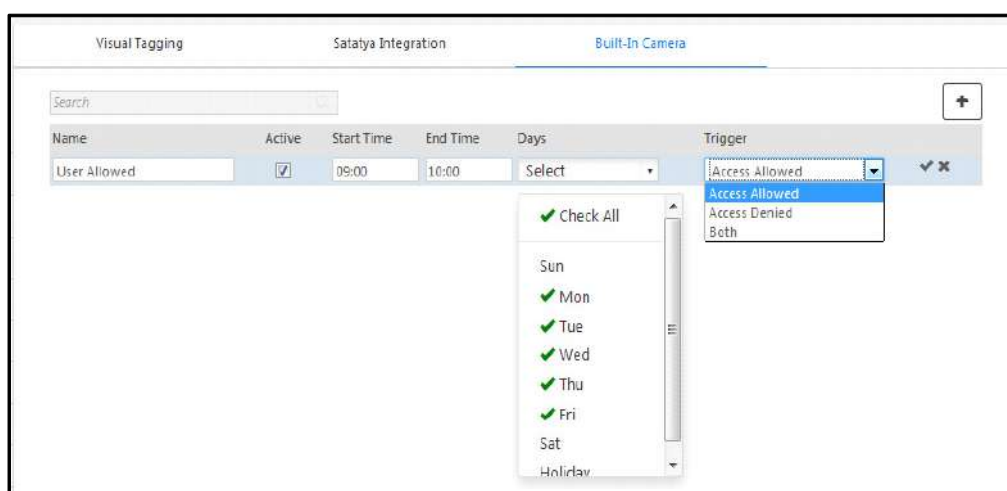 Visual Tagging Satatya Integration Built-In Camera
Search
Name Active Start Time End Time Days Trigger
User Allowed 09:00 10:00 Select Access Allowed
Access Allowed
Access Denied
Both
Check All
Sun
Mon
Tue
Wed
Thu
Fri
Sat
Holiday